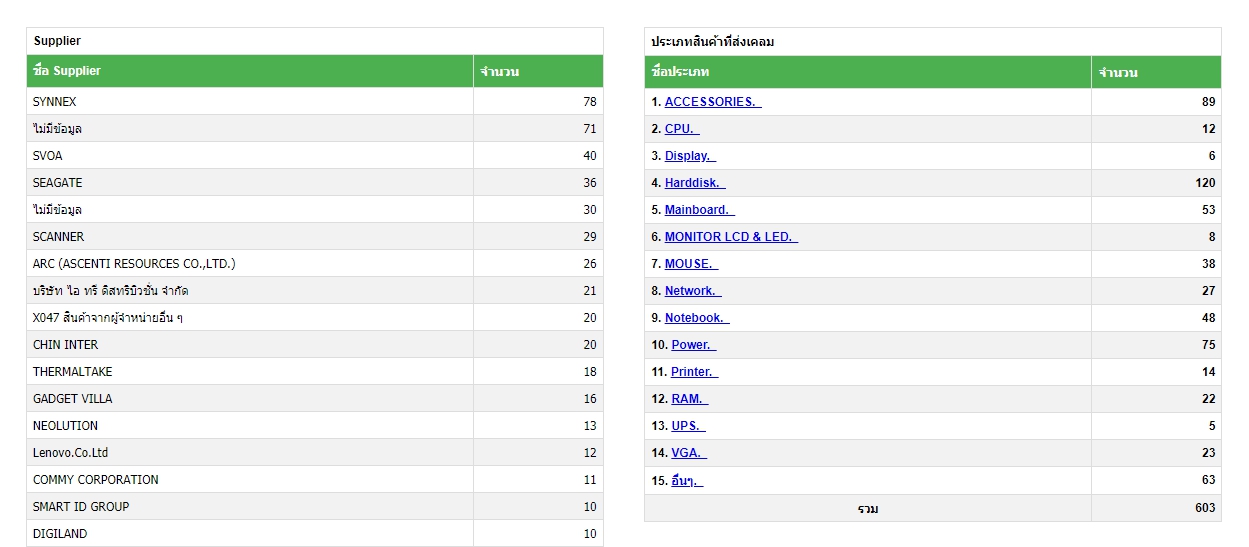 Supplier
ชื่อ Supplier จำนวน
SYNNEX 78
ไม่มีข้อมูล 71
SVOA 40
SEAGATE 36
ไม่มีข้อมูล 30
SCANNER 29
ARC (ASCENTI RESOURCES CO.,LTD.) 26
บริษัท ไอ ทรี ดิสทริบิวชั่น จำกัด 21
X047 สินค้าจากผู้จำหน่ายอื่น ๆ 20
CHIN INTER 20
THERMALTAKE 18
GADGET VILLA 16
NEOLUTION 13
Lenovo.Co.Ltd 12
COMMY CORPORATION 11
SMART ID GROUP 10
DIGILAND 10
ประเภทสินค้าที่ส่งเคลม
ชื่อประเภท จำนวน
1. ACCESSORIES. 89
2. CPU. 12
3. Display. 6
4. Harddisk. 120
5. Mainboard. 53
6. MONITOR LCD & LED. 8
7. MOUSE. 38
8. Network. 27
9. Notebook. 48
10. Power. 75
11. Printer. 14
12. RAM. 22
13. UPS. 5
14. VGA. 23
15. อื่นๆ. 63
รวม 603